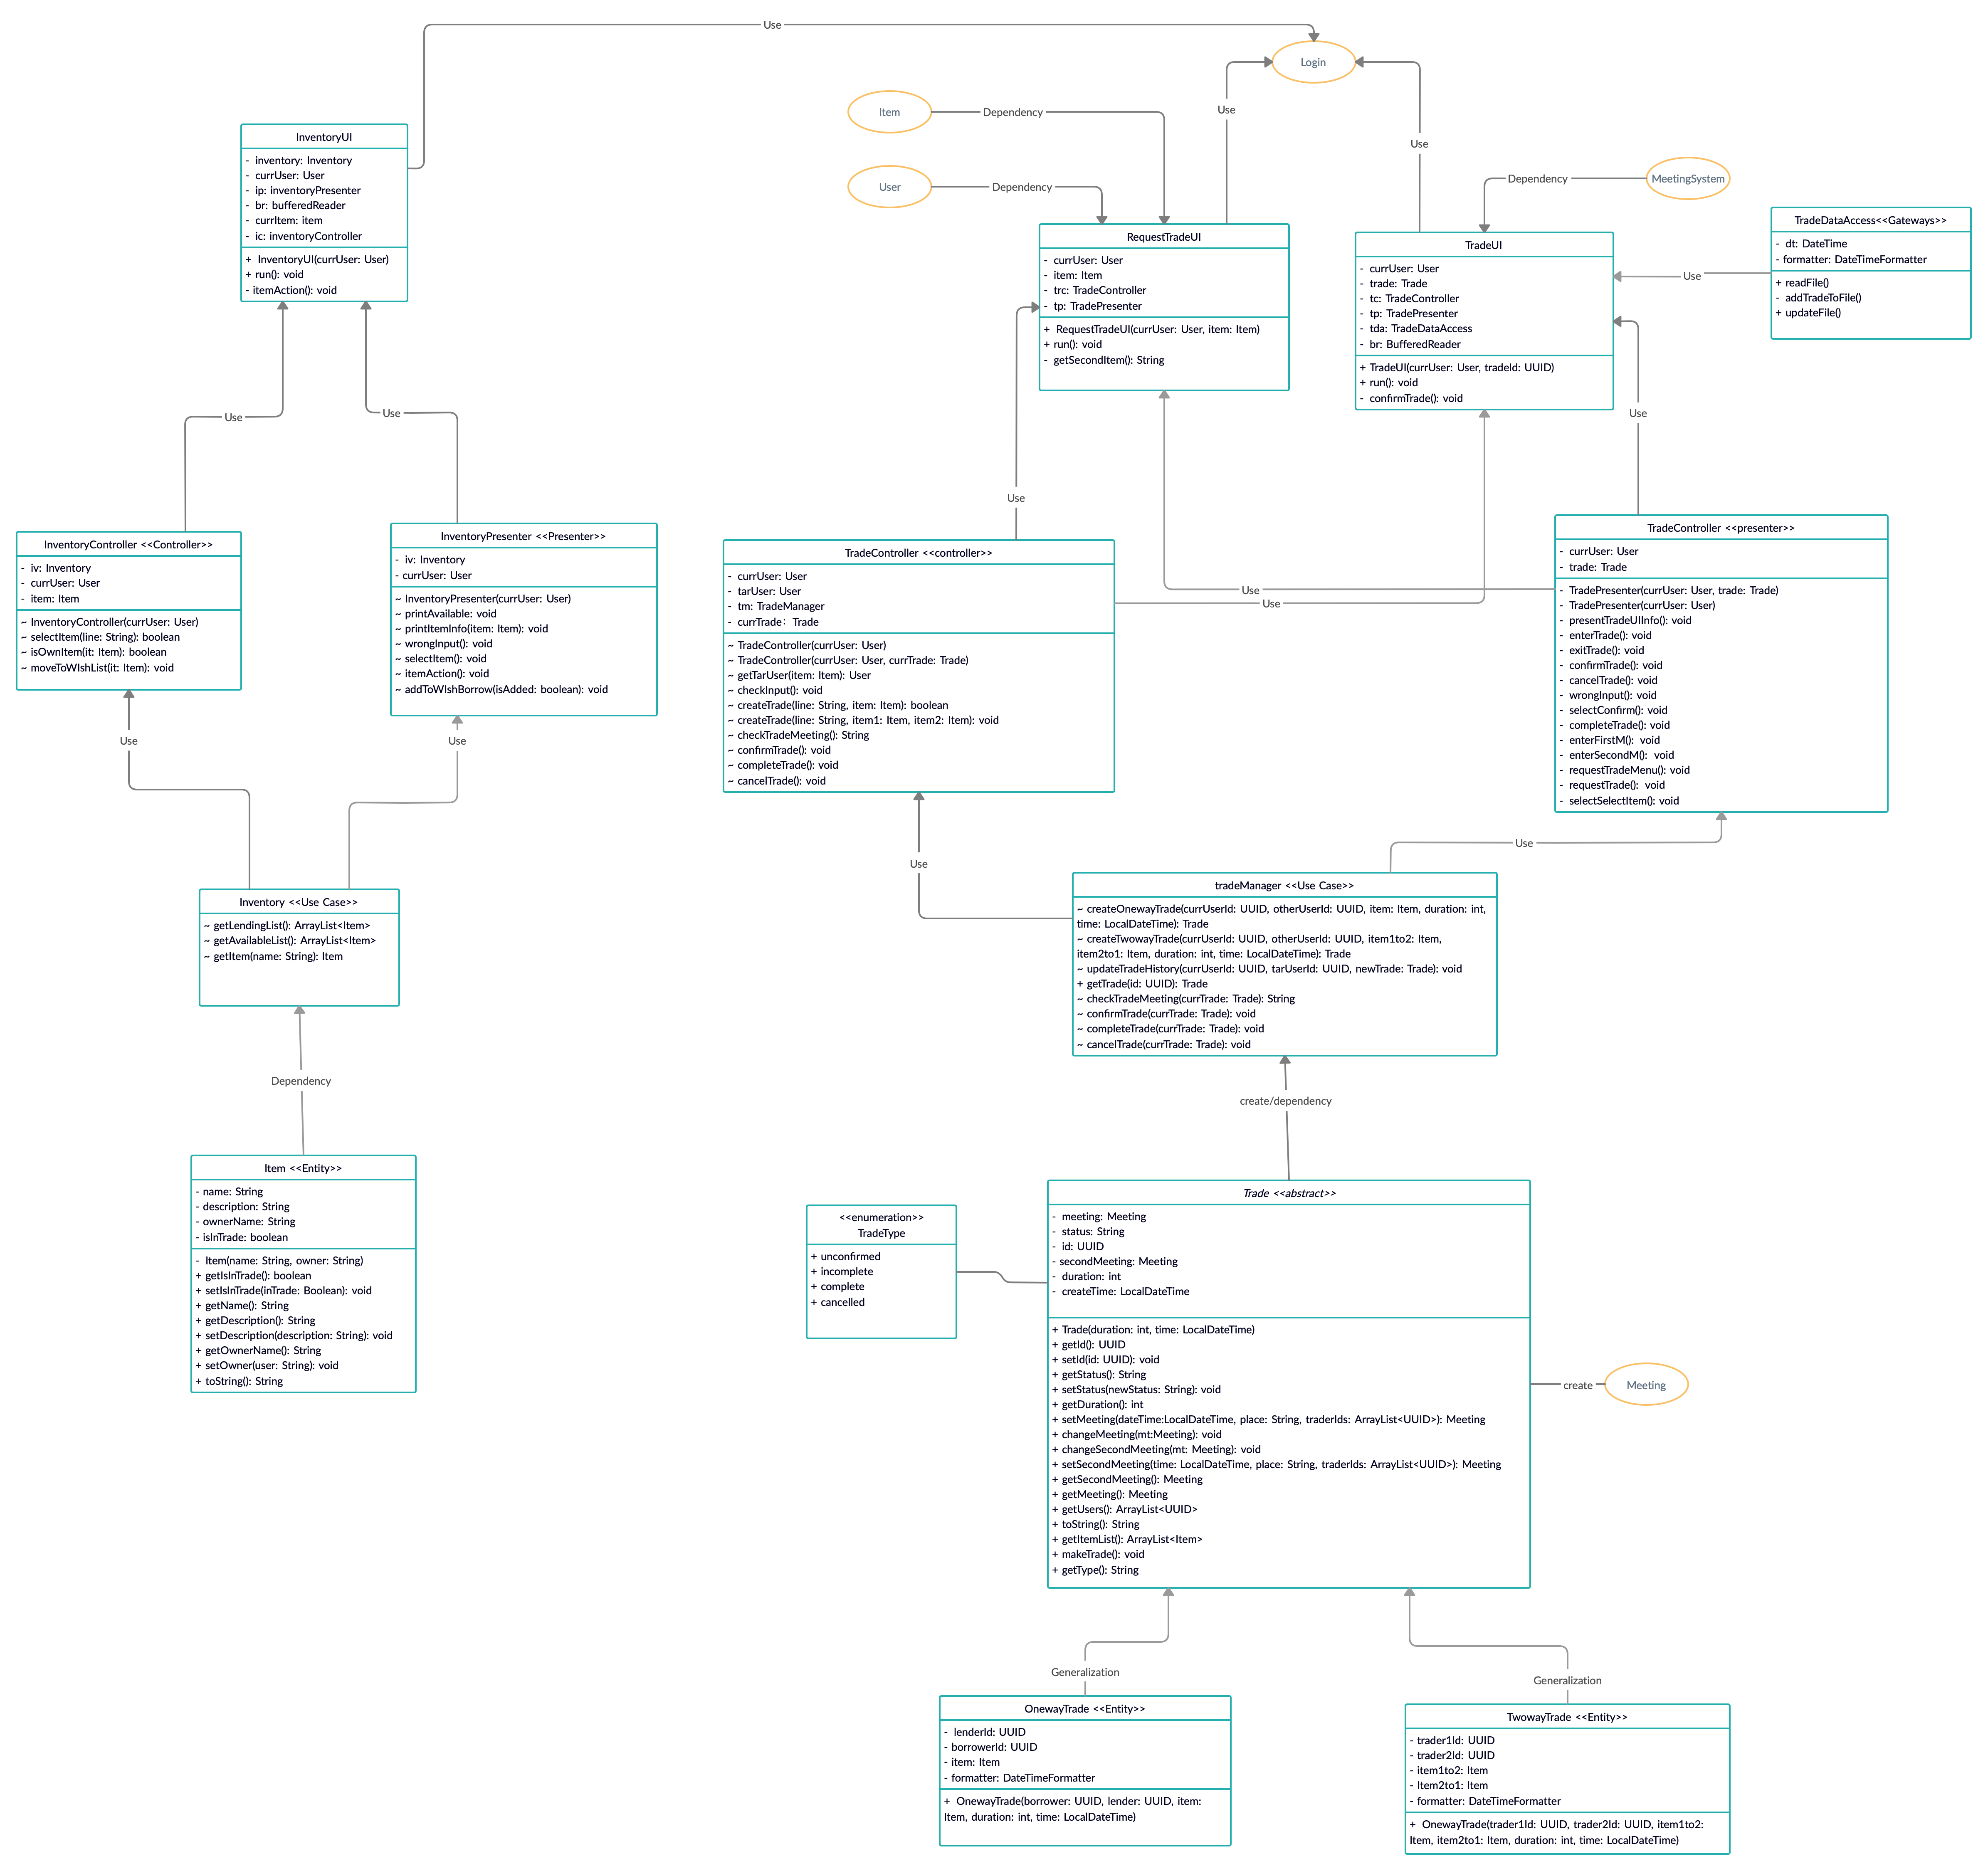 Use
Login
Item
Dependency
Use
InventoryUI
- inventory: Inventory
- currUser: User
- ip: inventoryPresenter
- br: bufferedReader
- currItem: item
- ic: inventoryController
+ InventoryUI(currUser: User)
+ run(): void
- itemAction(): void
Use
User
Dependency
MeetingSystem
Dependency
RequestTradeUI
- currUser: User
- item: Item
- trc: TradeController
- tp: TradePresenter
+ RequestTradeUI(currUser: User, item: Item)
+ run(): void
- getSecondItem(): String
TradeUI
- currUser: User
- trade: Trade
- tc: TradeController
- tp: TradePresenter
- tda: TradeDataAccess
- br: BufferedReader
+ TradeUI(currUser: User, tradeId: UUID)
+ run(): void
- confirmTrade(): void
Use
TradeDataAccess<<Gateways>>
- dt: DateTime
- formatter: DateTimeFormatter
+ readFile()
- addTradeToFile()
+ updateFile()
Use
Use
Use
Use
InventoryController <<Controller>>
- iv: Inventory
- currUser: User
- item: Item
~ InventoryController(currUser: User)
~ selectItem(line: String): boolean
~ isOwnItem(it: Item): boolean
~ moveToWIshList(it: Item): void
InventoryPresenter <<Presenter>>
- iv: Inventory
- currUser: User
~ InventoryPresenter(currUser: User)
~ printAvailable: void
~ printItemInfo(item: Item): void
~ wrongInput(): void
~ selectItem(): void
~ itemAction(): void
~ addToWIshBorrow(isAdded: boolean): void
TradeController <<controller>>
- currUser: User
- tarUser: User
- tm: TradeManager
- currTrade: Trade
~ TradeController(currUser: User)
~ TradeController(currUser: User, currTrade: Trade)
~ getTarUser(item: Item): User
~ checkInput(): void
~ createTrade(line: String, item: Item): boolean
~ createTrade(line: String, item1: Item, item2: Item): void
~ checkTradeMeeting(): String
~ confirmTrade(): void
~ completeTrade(): void
~ cancelTrade(): void
Use
Use
TradeController <<presenter>>
- currUser: User
- trade: Trade
- TradePresenter(currUser: User, trade: Trade)
- TradePresenter(currUser: User)
- presentTradeUIInfo(): void
- enterTrade(): void
- exitTrade(): void
- confirmTrade(): void
- cancelTrade(): void
- wrongInput(): void
- selectConfirm(): void
- completeTrade(): void
- enterFirstM(): void
- enterSecondM(): void
- requestTradeMenu(): void
- requestTrade(): void
- selectSelectItem(): void
Use
Use
Use
Use
Inventory <<Use Case>>
~ getLendingList(): ArrayList<Item>
~ getAvailableList(): ArrayList<Item>
~ getItem(name: String): Item
tradeManager <<Use Case>>
~ createOnewayTrade(currUserId: UUID, otherUserId: UUID, item: Item, duration: int,
time: LocalDateTime): Trade
~ createTwowayTrade(currUserId: UUID, otherUserId: UUID, item1to2: Item,
item2to1: Item, duration: int, time: LocalDateTime): Trade
~ updateTradeHistory(currUserId: UUID, tarUserId: UUID, newTrade: Trade): void
+ getTrade(id: UUID): Trade
~ checkTradeMeeting(currTrade: Trade): String
~ confirmTrade(currTrade: Trade): void
~ completeTrade(currTrade: Trade): void
~ cancelTrade(currTrade: Trade): void
Dependency
create/dependency
Item <<Entity>>
- name: String
- description: String
- ownerName: String
- isInTrade: boolean
- Item(name: String, owner: String)
+ getIsInTrade(): boolean
+ setIsInTrade(inTrade: Boolean): void
+ getName(): String
+ getDescription(): String
+ setDescription(description: String): void
+ getOwnerName(): String
+ setOwner(user: String): void
+ toString(): String
<<enumeration>>
TradeType
+ unconfirmed
+ incomplete
+ complete
+ cancelled
Trade <<abstract>>
- meeting: Meeting
- status: String
- id: UUID
- secondMeeting: Meeting
- duration: int
- createTime: LocalDateTime
+ Trade(duration: int, time: LocalDateTime)
+ getId(): UUID
+ setId(id: UUID): void
+ getStatus(): String
+ setStatus(newStatus: String): void
+ getDuration(): int
+ setMeeting(dateTime:LocalDateTime, place: String, traderIds: ArrayList<UUID>): Meeting
+ changeMeeting(mt:Meeting): void
+ changeSecondMeeting(mt: Meeting): void
+ setSecondMeeting(time: LocalDateTime, place: String, traderIds: ArrayList<UUID>): Meeting
+ getSecondMeeting(): Meeting
+ getMeeting(): Meeting
+ getUsers(): ArrayList<UUID>
+ toString(): String
+ getItemList(): ArrayList<Item>
+ makeTrade(): void
+ getType(): String
create
Meeting
Generalization
Generalization
OnewayTrade <<Entity>>
- lenderId: UUID
- borrowerId: UUID
- item: Item
- formatter: DateTimeFormatter
+ OnewayTrade(borrower: UUID, lender: UUID, item:
Item, duration: int, time: LocalDateTime)
TwowayTrade <<Entity>>
- trader1Id: UUID
- trader2Id: UUID
- item1to2: Item
- Item2to1: Item
- formatter: DateTimeFormatter
+ OnewayTrade(trader1Id: UUID, trader2Id: UUID, item1to2:
Item, item2to1: Item, duration: int, time: LocalDateTime)